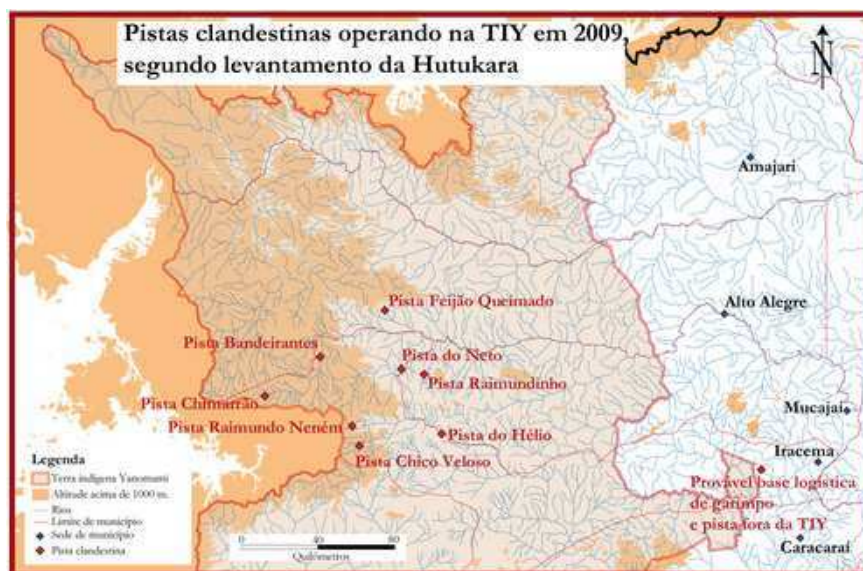 Pistas clandestinas operando na TIY em 2009,
segundo levantamento da Hutukara
N
Amajari
Pista Feijão Queimado
Alto Alegre
Pista Bandeirantes
Pista do Neto
Pista Raimundinho
Pista Chimarrão
Mucajaí
Pista Raimundo Neném
Pista do Hélio
Iracema
Pista Chico Veloso
Provável base logística
de garimpo
e pista fora da TIY
Caracaraí
Legenda
Terra indígena Yanomami
Altitude acima de 1000 m.
Rios
Limite de município
Sede de município
Pista clandestina
0 40 80
Quilômetros